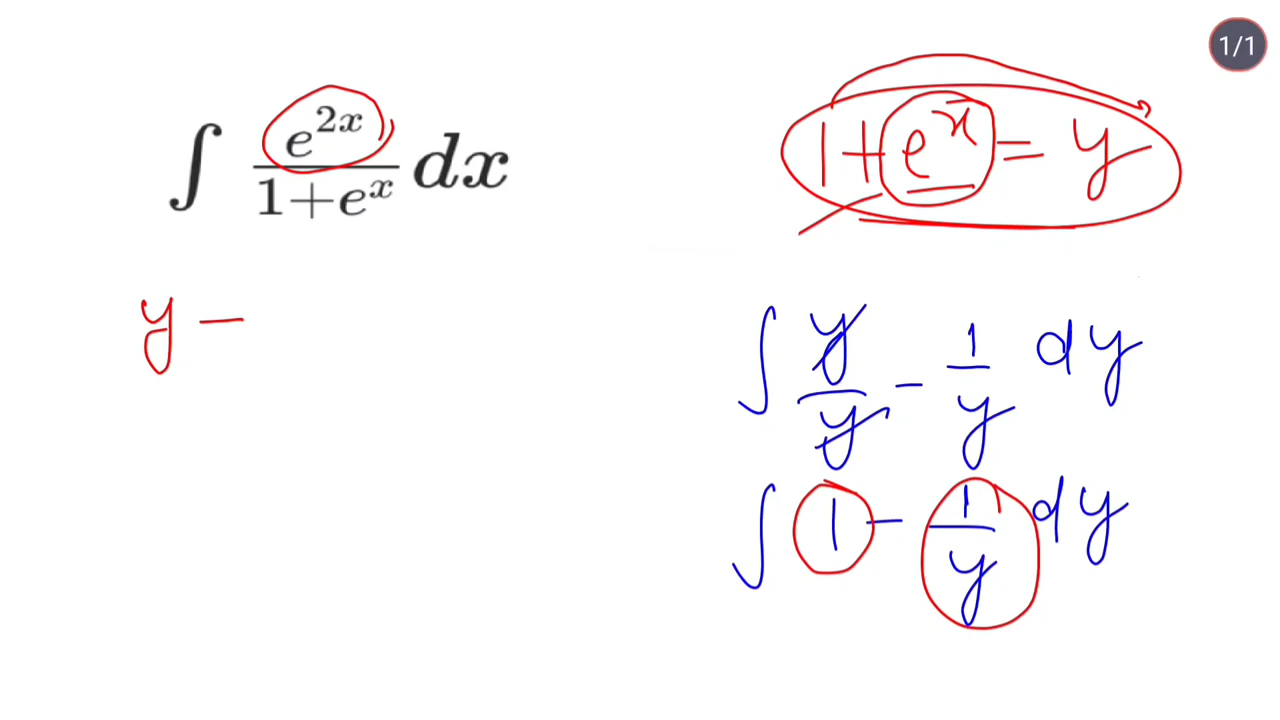 1/1
∫ e^{2x}/(1+e^x) dx
1+e^x = y
y −
∫ y/y − 1/y dy
∫ 1 − 1/y dy